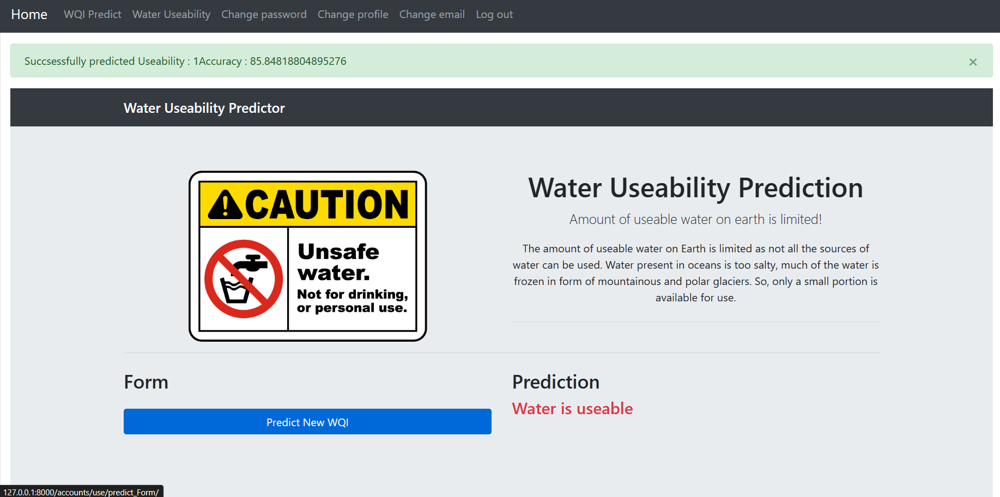 Home WQI Predict Water Useability Change password Change profile Change email Log out
Succsessfully predicted Useability : 1Accuracy : 85.84818804895276 ×
Water Useability Predictor
CAUTION
Unsafe
water.
Not for drinking,
or personal use.
Water Useability Prediction
Amount of useable water on earth is limited!
The amount of useable water on Earth is limited as not all the sources of
water can be used. Water present in oceans is too salty, much of the water is
frozen in form of mountainous and polar glaciers. So, only a small portion is
available for use.
Form
Predict New WQI
Prediction
Water is useable
127.0.0.1:8000/accounts/use/predict_Form/